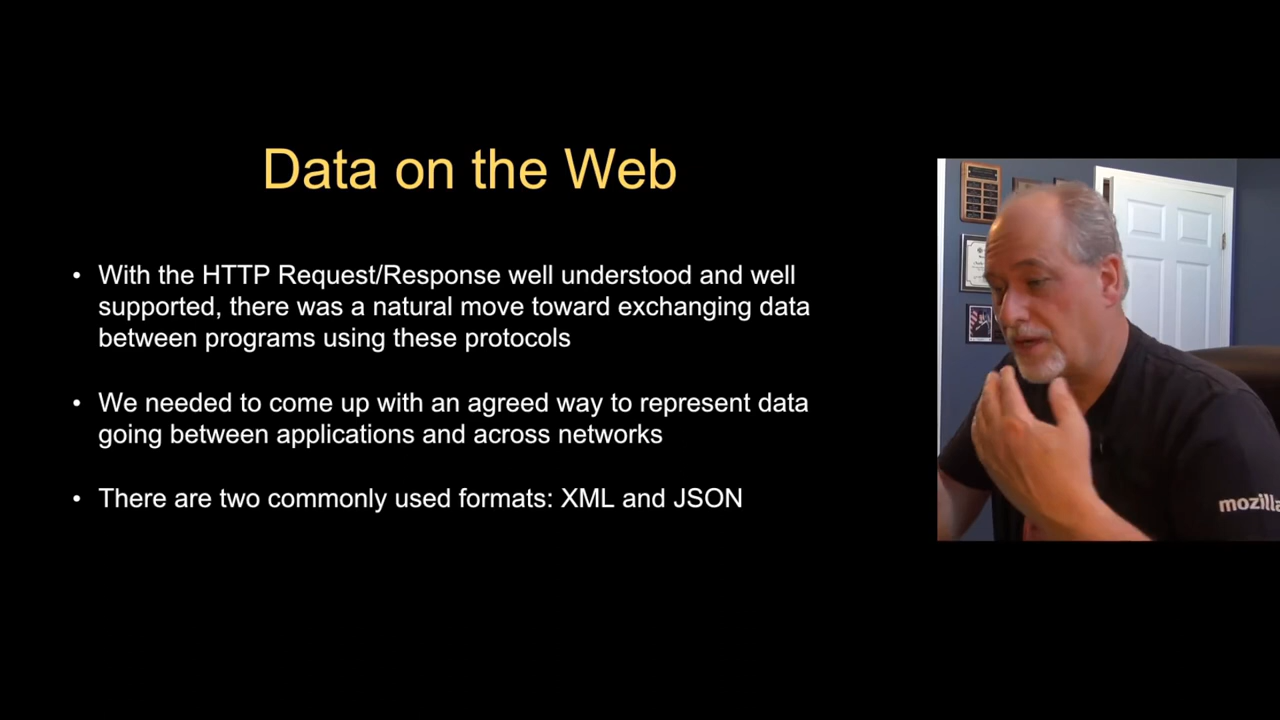 Data on the Web
• With the HTTP Request/Response well understood and well
supported, there was a natural move toward exchanging data
between programs using these protocols
• We needed to come up with an agreed way to represent data
going between applications and across networks
• There are two commonly used formats: XML and JSON
mozilla